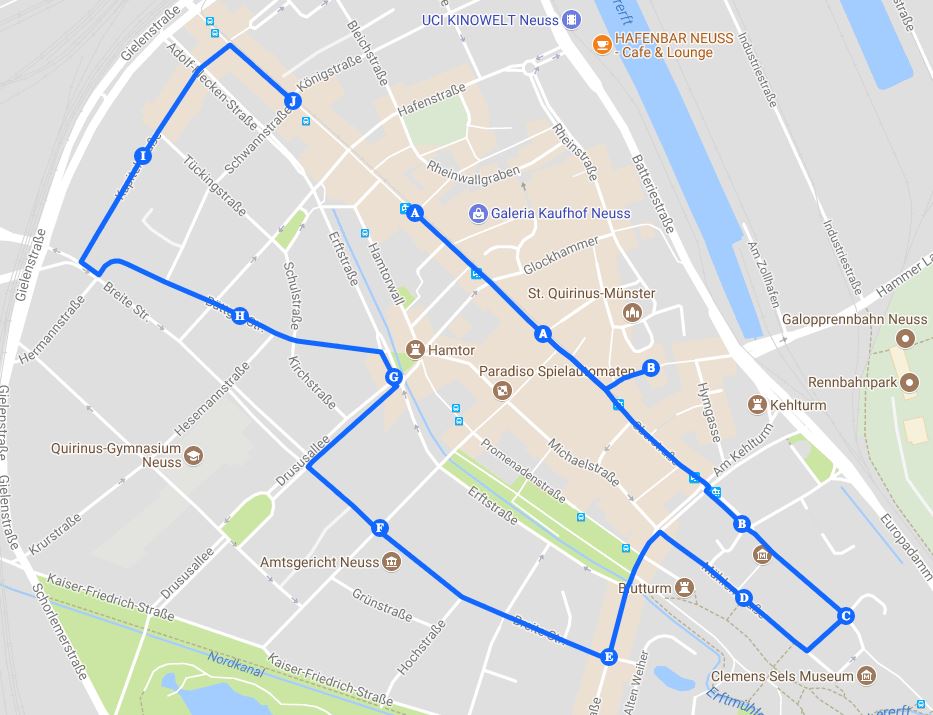 Gielenstraße
UCI KINOWELT Neuss
HAFENBAR NEUSS
- Cafe & Lounge
Bleichstraße
Adolf-Flecken-Straße
Königstraße
J
Industriestraße
Hafenstraße
Schwannstraße
Rheinstraße
I
Tückingstraße
Rheinwallgraben
Batteriestraße
A
Galeria Kaufhof Neuss
Gielenstraße
Erftstraße
Hamtorwall
Glockhammer
Am Zollhafen
Industriestraße
Hammer La
Schulstraße
Breite Str.
St. Quirinus-Münster
H
A
Galopprennbahn Neuss
Hermannstraße
Hamtor
Paradiso Spielautomaten
B
G
Rennbahnpark
Kirchstraße
Hesemannstraße
Hymgasse
Kehlturm
Gielenstraße
Quirinus-Gymnasium
Neuss
Drususallee
Oberstraße
Am Kehlturm
Promenadenstraße
Michaelstraße
Gielenstraße
Erftstraße
Krurstraße
F
B
Europadamm
Amtsgericht Neuss
Drususallee
Kaiser-Friedrich-Straße
Blutturm
D
Grünstraße
C
Schorlemerstraße
Breite Str.
Hochstraße
E
Nordkanal
Kaiser-Friedrich-Straße
Alten Weiher
Clemens Sels Museum
Erftmühle